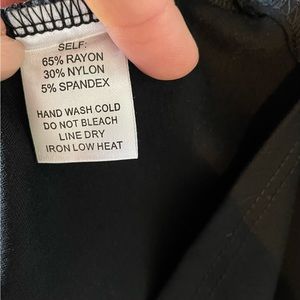 SELF:
65% RAYON
30% NYLON
5% SPANDEX
HAND WASH COLD
DO NOT BLEACH
LINE DRY
IRON LOW HEAT